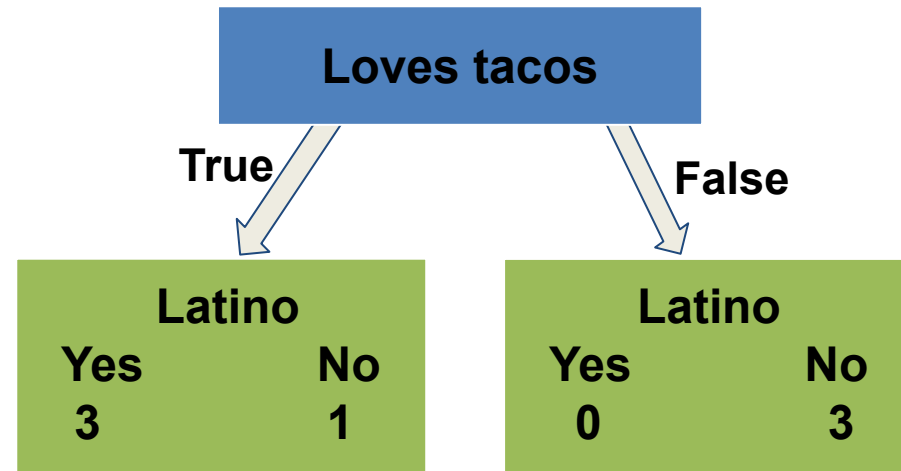 Loves tacos
True
False
Latino
Yes No
3 1
Latino
Yes No
0 3